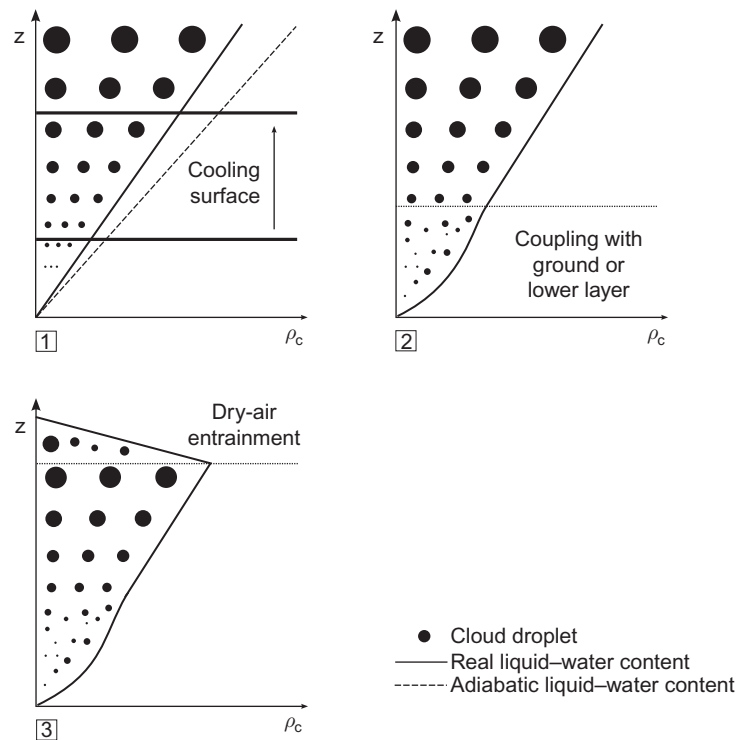 z
Cooling
surface
1
ρc
z
Coupling with
ground or
lower layer
2
ρc
z
Dry-air
entrainment
3
ρc
Cloud droplet
Real liquid–water content
Adiabatic liquid–water content